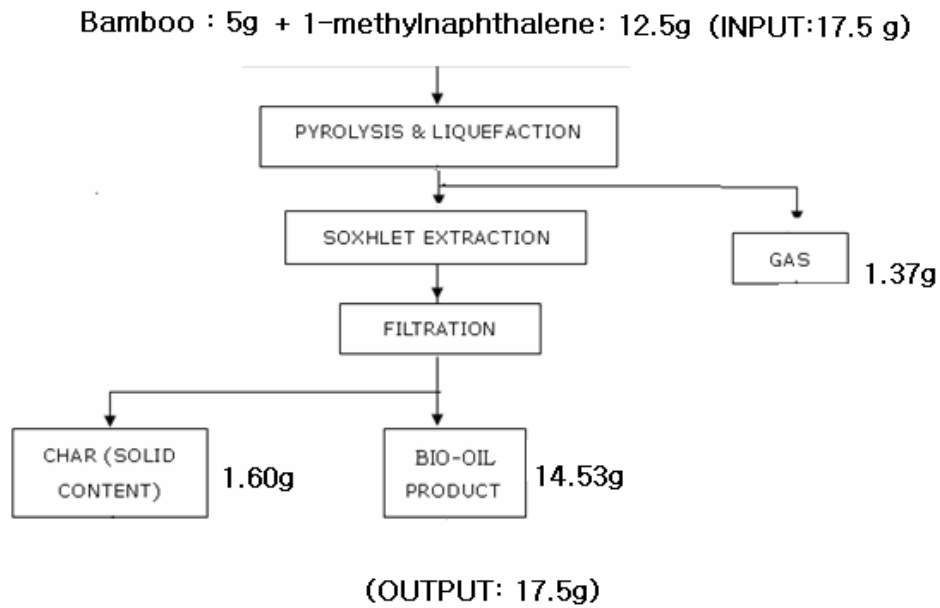 Bamboo : 5g + 1-methylnaphthalene: 12.5g (INPUT:17.5 g)
PYROLYSIS & LIQUEFACTION
SOXHLET EXTRACTION
GAS
1.37g
FILTRATION
CHAR (SOLID
CONTENT)
1.60g
BIO-OIL
PRODUCT
14.53g
(OUTPUT: 17.5g)